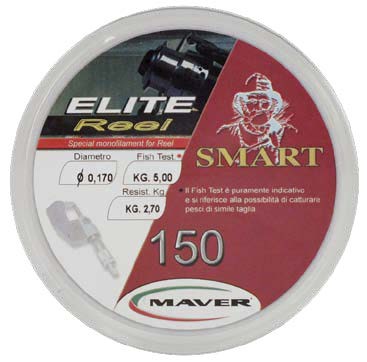 ELITE
Reel
Special monofilament for Reel
SMART
Diametro
Fish Test *
Ø 0,170
KG. 5,00
Resist. Kg
KG. 2,70
* Il Fish Test è puramente indicativo
e si riferisce alla possibilità di catturare
pesci di simile taglia
150
MAVER